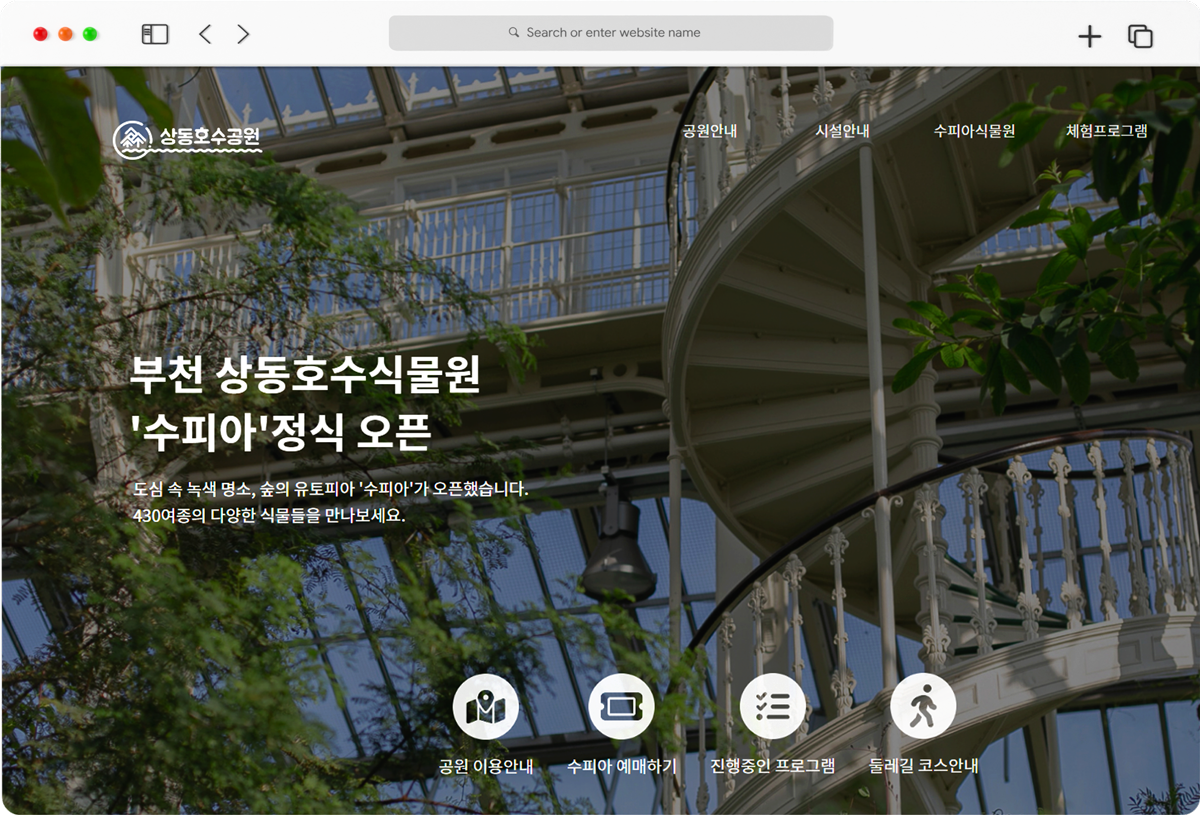 Search or enter website name
상동호수공원
공원안내
시설안내
수피아식물원
체험프로그램
부천 상동호수식물원
'수피아'정식 오픈
도심 속 녹색 명소, 숲의 유토피아 '수피아'가 오픈했습니다.
430여종의 다양한 식물들을 만나보세요.
공원 이용안내
수피아 예매하기
진행중인 프로그램
둘레길 코스안내